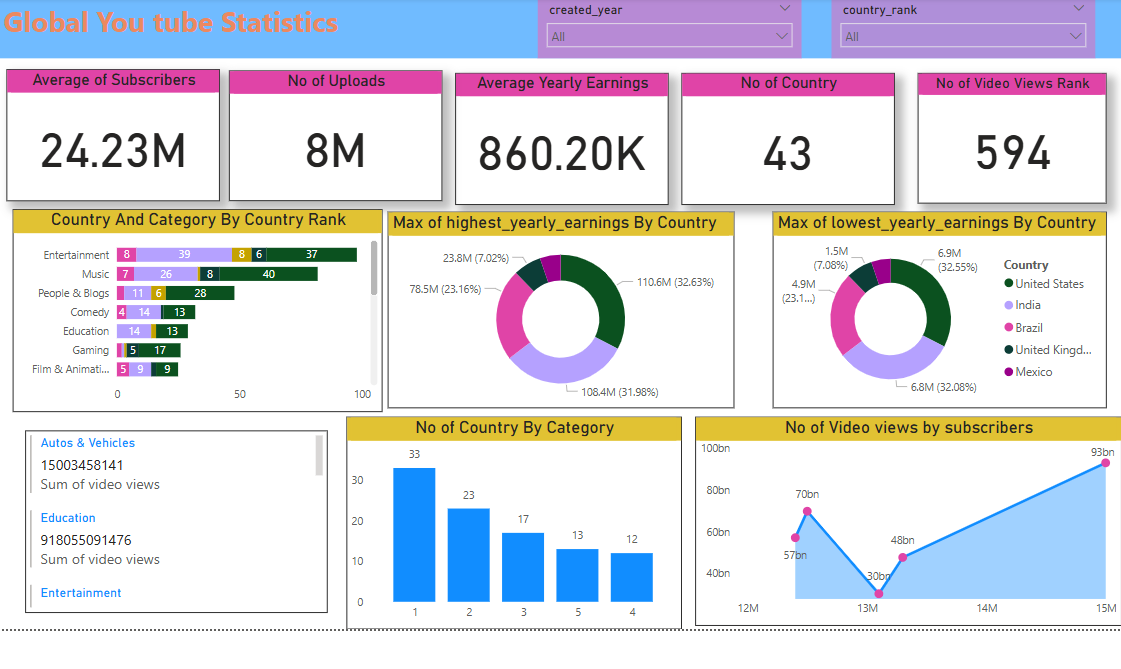 Global You tube Statistics
created_year
All
country_rank
All
Average of Subscribers
24.23M
No of Uploads
8M
Average Yearly Earnings
860.20K
No of Country
43
No of Video Views Rank
594
Country And Category By Country Rank
Entertainment 8 39 8 6 37
Music 7 26 8 40
People & Blogs 11 6 28
Comedy 4 14 13
Education 14 13
Gaming 5 17
Film & Animati... 5 9 9
0 50 100
Max of highest_yearly_earnings By Country
23.8M (7.02%)
110.6M (32.63%)
78.5M (23.16%)
108.4M (31.98%)
Max of lowest_yearly_earnings By Country
1.5M
(7.08%)
6.9M
(32.55%)
4.9M
(23.1...)
6.8M (32.08%)
Country
United States
India
Brazil
United Kingd...
Mexico
Autos & Vehicles
15003458141
Sum of video views
Education
918055091476
Sum of video views
Entertainment
No of Country By Category
33
23
17
13
12
30
20
10
0
1 2 3 5 4
No of Video views by subscribers
100bn
80bn
60bn
40bn
57bn
70bn
30bn
48bn
93bn
12M 13M 14M 15M